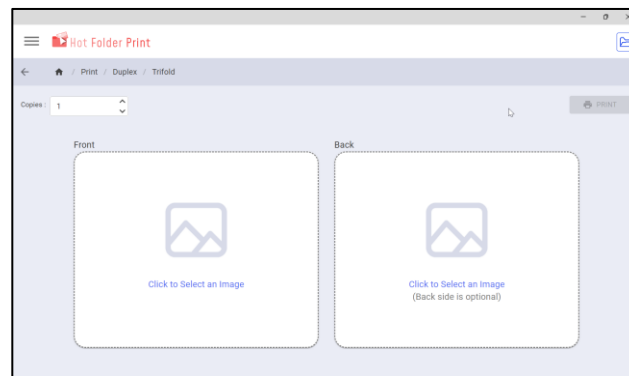 Hot Folder Print
/ Print / Duplex / Trifold
Copies : 1
PRINT
Front
Back
Click to Select an Image
Click to Select an Image
(Back side is optional)